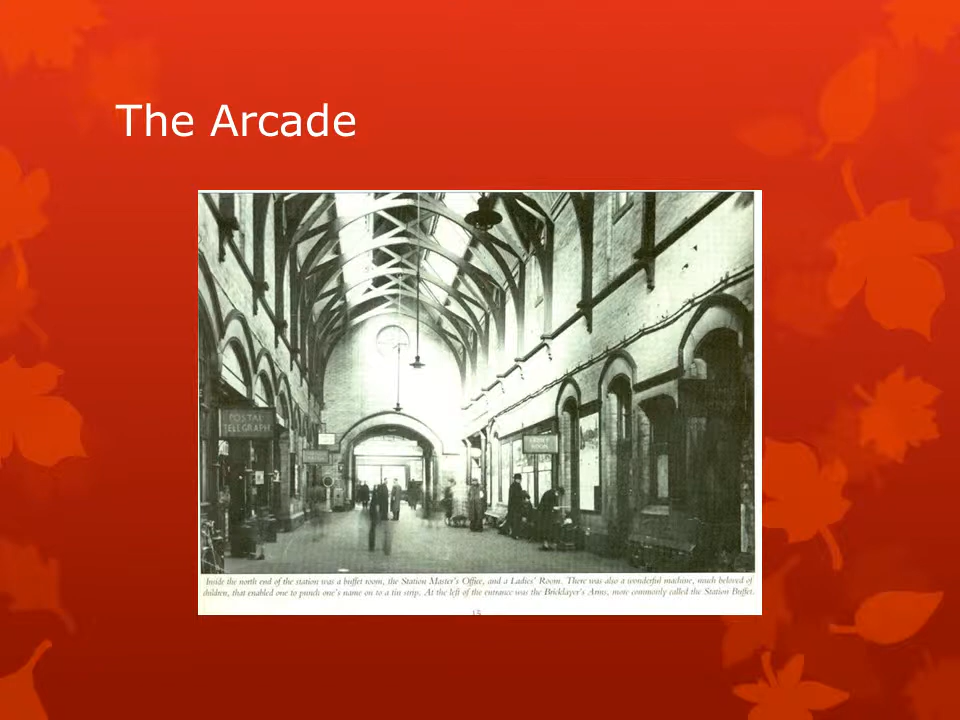 The Arcade
POSTAL
TELEGRAPH
ROOM
Inside the north end of the station was a buffet room, the Station Master's Office, and a Ladies' Room. There was also a wonderful machine, much beloved of
children, that enabled one to punch one's name on to a tin strip. At the left of the entrance was the Bricklayer's Arms, more commonly called the Station Buffet.
15